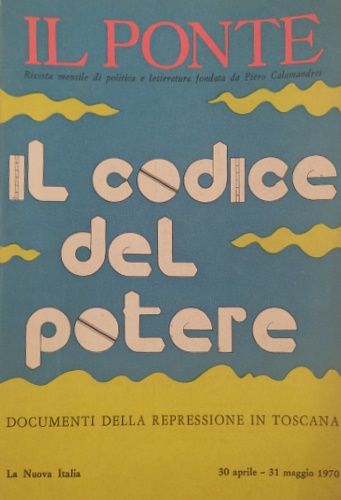 IL PONTE
Rivista mensile di politica e letteratura fondata da Piero Calamandrei
iL codice
deL
potere
DOCUMENTI DELLA REPRESSIONE IN TOSCANA
La Nuova Italia 30 aprile - 31 maggio 1970